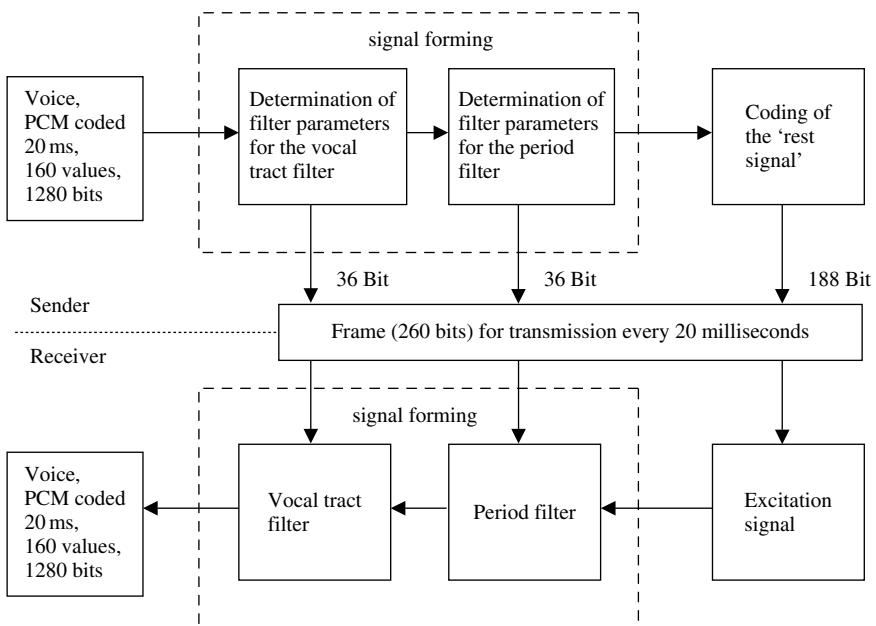 signal forming
Voice,
PCM coded
20 ms,
160 values,
1280 bits
Determination of
filter parameters
for the vocal
tract filter
Determination of
filter parameters
for the period
filter
Coding of
the ‘rest
signal’
36 Bit
36 Bit
188 Bit
Sender
Frame (260 bits) for transmission every 20 milliseconds
Receiver
signal forming
Voice,
PCM coded
20 ms,
160 values,
1280 bits
Vocal tract
filter
Period filter
Excitation
signal